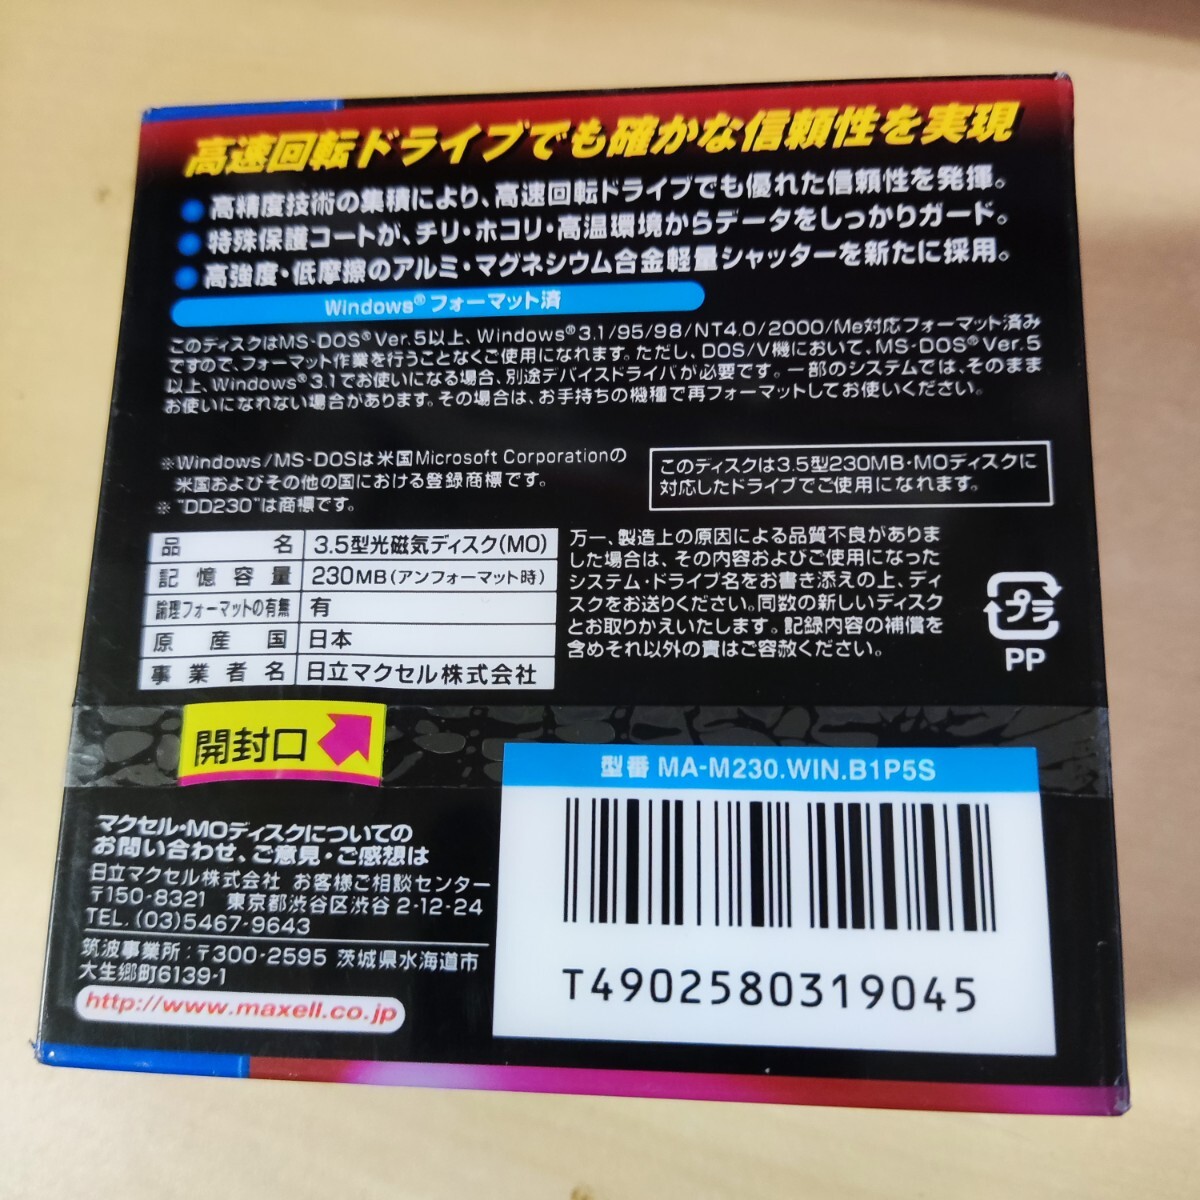 高速回転ドライブでも確かな信頼性を実現
高精度技術の集積により、高速回転ドライブでも優れた信頼性を発揮。
特殊保護コートが、チリ・ホコリ・高温環境からデータをしっかりガード。
高強度・低摩擦のアルミ・マグネシウム合金軽量シャッターを新たに採用。
Windows®フォーマット済
このディスクはMS-DOS®Ver.5以上、Windows®3.1/95/98/NT4.0/2000/Me対応フォーマット済み
ですので、フォーマット作業を行うことなくご使用になれます。ただし、DOS/V機において、MS-DOS®Ver.5
以上、Windows®3.1でお使いになる場合、別途デバイスドライバが必要です。一部のシステムでは、そのまま
お使いになれない場合があります。その場合は、お手持ちの機種で再フォーマットしてお使いください。
※Windows/MS-DOSは米国Microsoft Corporationの
米国およびその他の国における登録商標です。
※"DD230"は商標です。
このディスクは3.5型230MB・MOディスクに
対応したドライブでご使用になれます。
品名 3.5型光磁気ディスク(MO)
記憶容量 230MB(アンフォーマット時)
論理フォーマットの有無 有
原産国 日本
事業者名 日立マクセル株式会社
万一、製造上の原因による品質不良がありま
した場合は、その内容およびご使用になった
システム・ドライブ名をお書き添えの上、ディ
スクをお送りください。同数の新しいディスク
とお取りかえいたします。記録内容の補償を
含めそれ以外の責はご容赦ください。
プラ
PP
開封口
型番 MA-M230.WIN.B1P5S
T4902580319045
マクセル・MOディスクについての
お問い合わせ、ご意見・ご感想は
日立マクセル株式会社 お客様ご相談センター
〒150-8321 東京都渋谷区渋谷2-12-24
TEL.(03)5467-9643
筑波事業所：〒300-2595 茨城県水海道市
大生郷町6139-1
http://www.maxell.co.jp